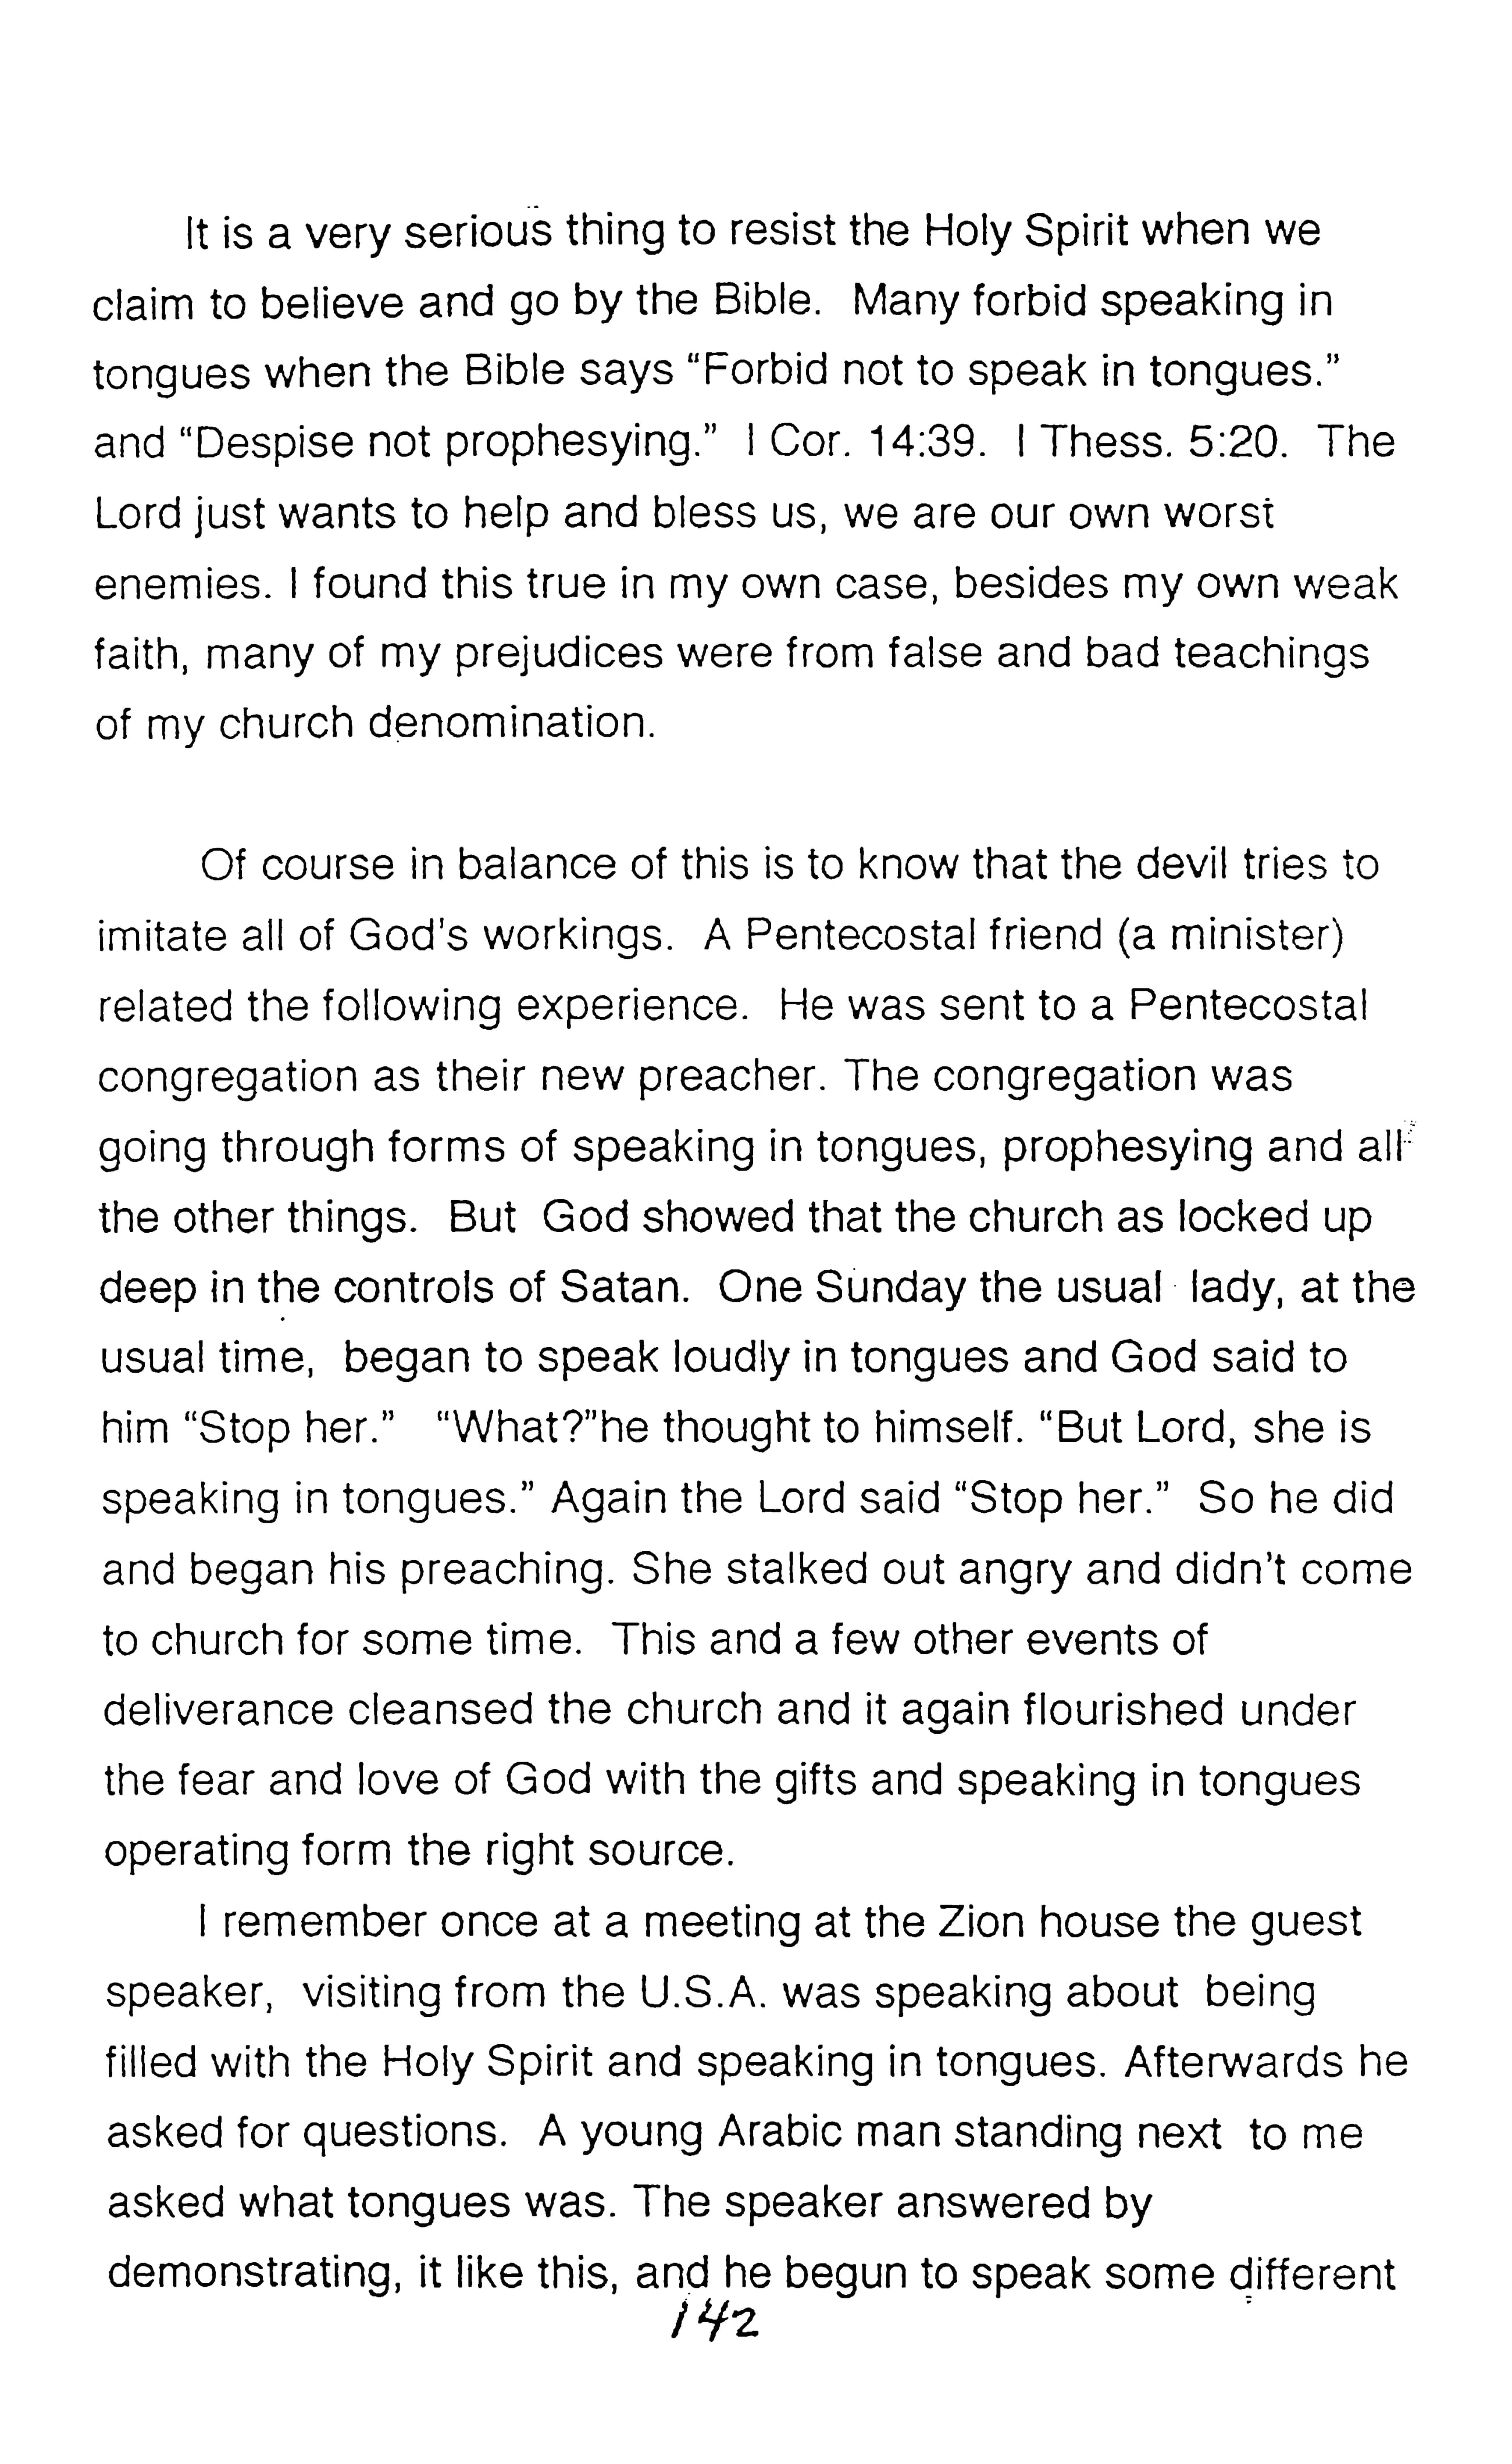 It is a very serious thing to resist the Holy Spirit when we
claim to believe and go by the Bible.  Many forbid speaking in
tongues when the Bible says “Forbid not to speak in tongues.”
and “Despise not prophesying.”  I Cor. 14:39.  I Thess. 5:20.  The
Lord just wants to help and bless us, we are our own worst
enemies. I found this true in my own case, besides my own weak
faith, many of my prejudices were from false and bad teachings
of my church denomination.
Of course in balance of this is to know that the devil tries to
imitate all of God's workings.  A Pentecostal friend (a minister)
related the following experience.  He was sent to a Pentecostal
congregation as their new preacher. The congregation was
going through forms of speaking in tongues, prophesying and all
the other things.  But  God showed that the church as locked up
deep in the controls of Satan.  One Sunday the usual  lady, at the
usual time,  began to speak loudly in tongues and God said to
him “Stop her.”   “What?”he thought to himself. “But Lord, she is
speaking in tongues.” Again the Lord said “Stop her.”  So he did
and began his preaching. She stalked out angry and didn't come
to church for some time.  This and a few other events of
deliverance cleansed the church and it again flourished under
the fear and love of God with the gifts and speaking in tongues
operating form the right source.
I remember once at a meeting at the Zion house the guest
speaker,  visiting from the U.S.A. was speaking about  being
filled with the Holy Spirit and speaking in tongues. Afterwards he
asked for questions.  A young Arabic man standing next  to me
asked what tongues was. The speaker answered by
demonstrating, it like this, and he begun to speak some different
142